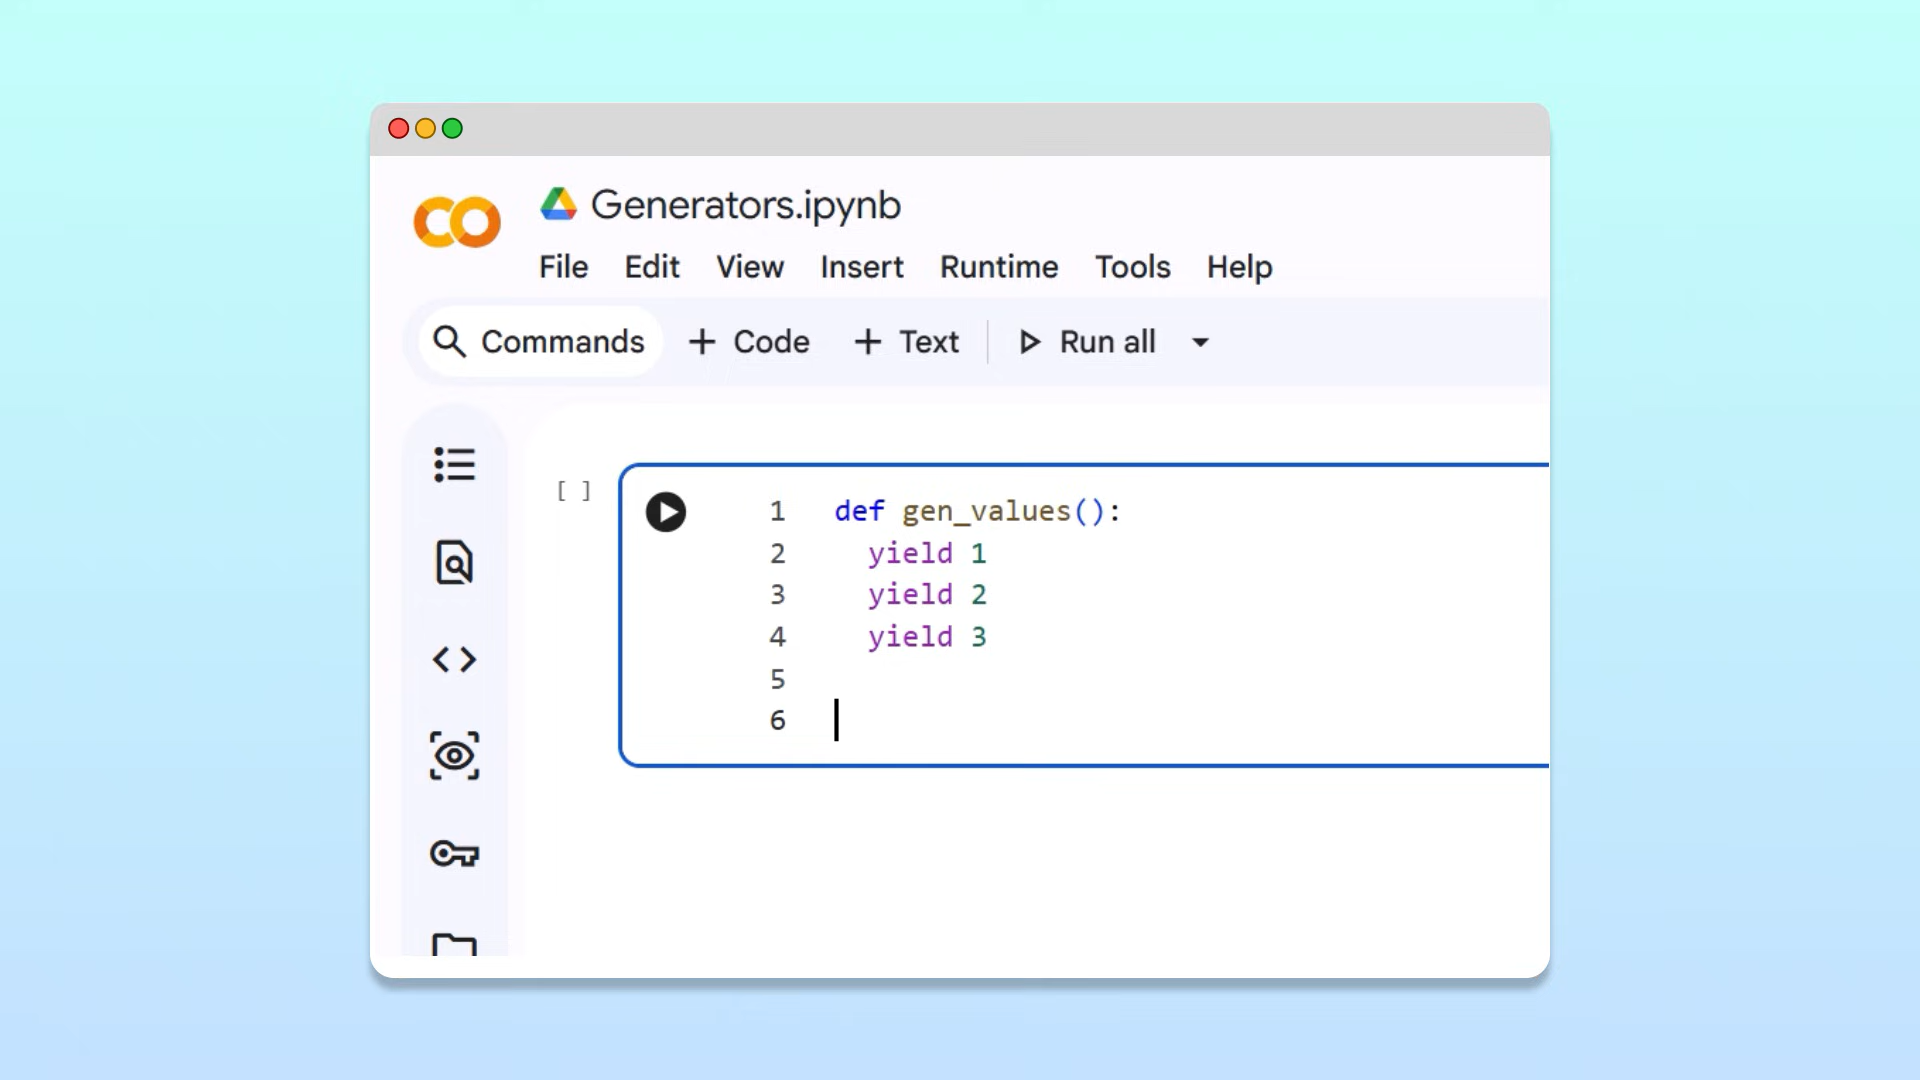 Generators.ipynb
File Edit View Insert Runtime Tools Help
Commands + Code + Text Run all
[ ]
1 def gen_values():
2   yield 1
3   yield 2
4   yield 3
5
6